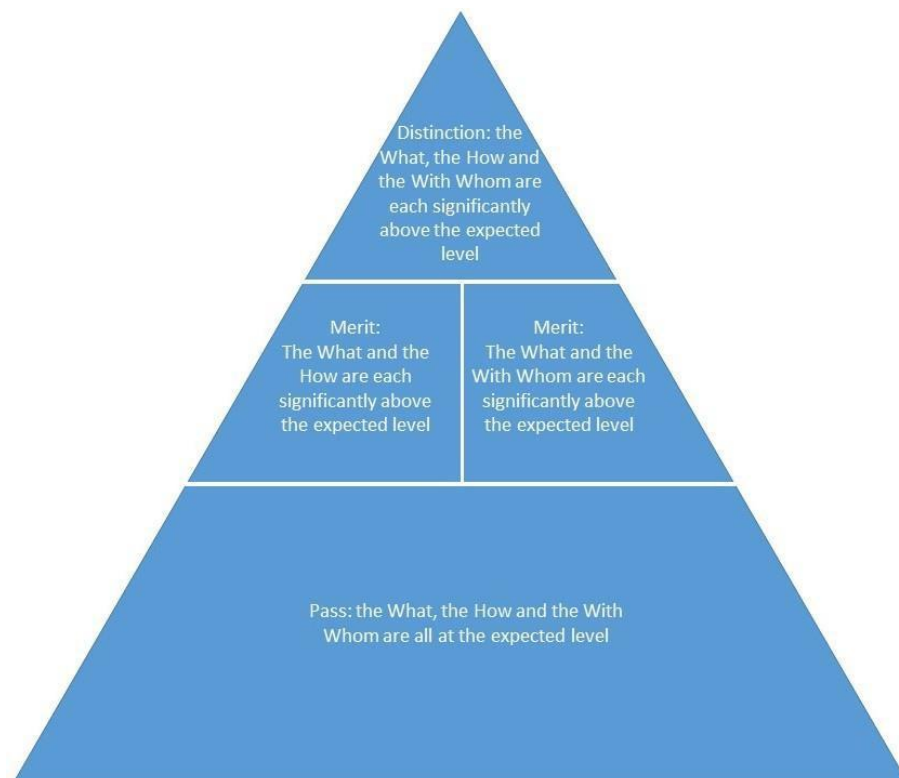 Distinction: the
What, the How and
the With Whom are
each significantly
above the expected
level
Merit:
The What and the
How are each
significantly above
the expected level
Merit:
The What and the
With Whom are each
significantly above
the expected level
Pass: the What, the How and the With
Whom are all at the expected level